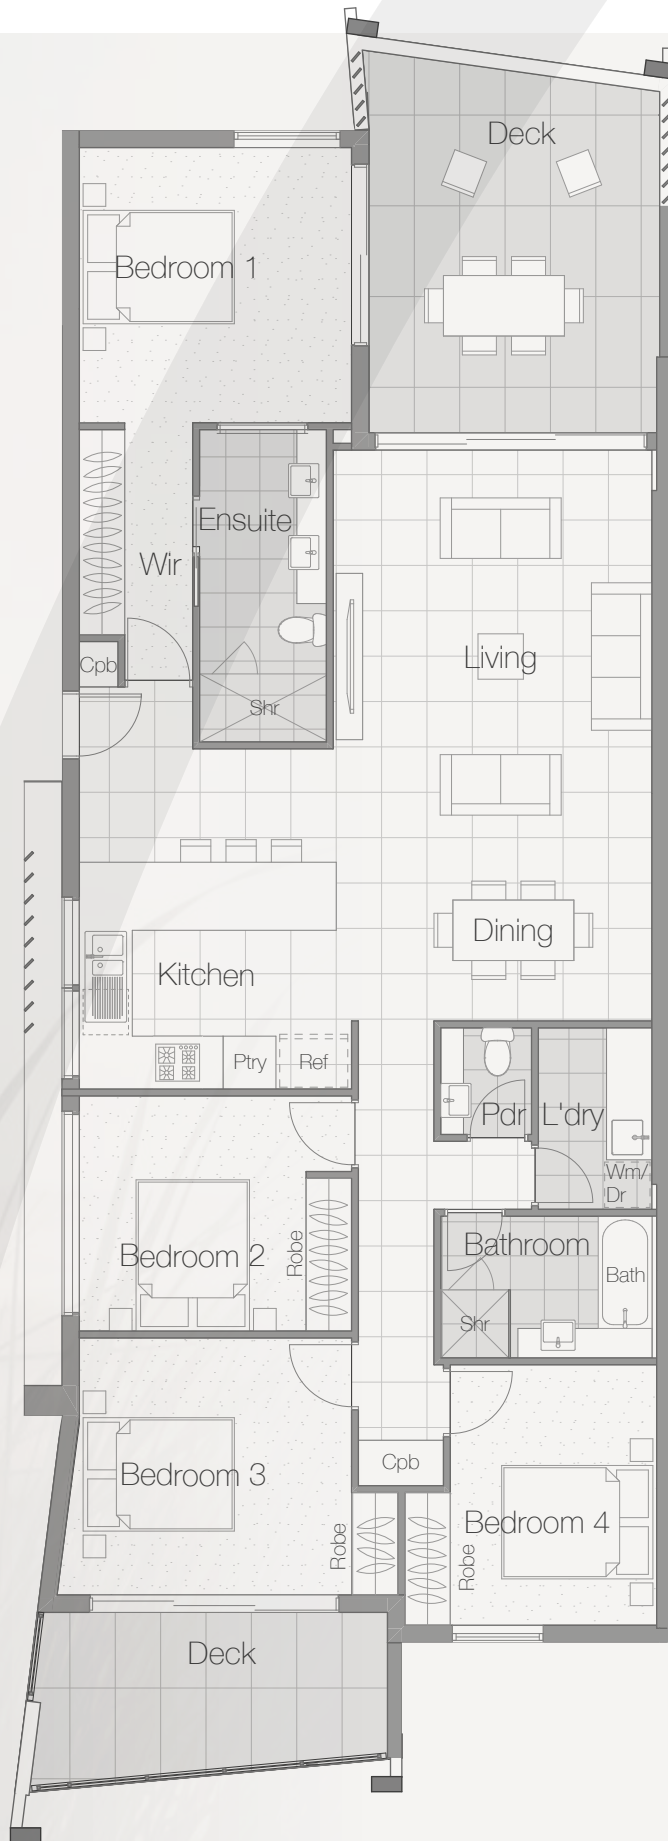 Deck
Bedroom 1
Ensuite
Wir
Living
Cpb
Shr
Dining
Kitchen
Ptry
Ref
Pdr
L'dry
Wm/
Dr
Bedroom 2
Robe
Bathroom
Bath
Shr
Cpb
Bedroom 3
Bedroom 4
Robe
Robe
Deck